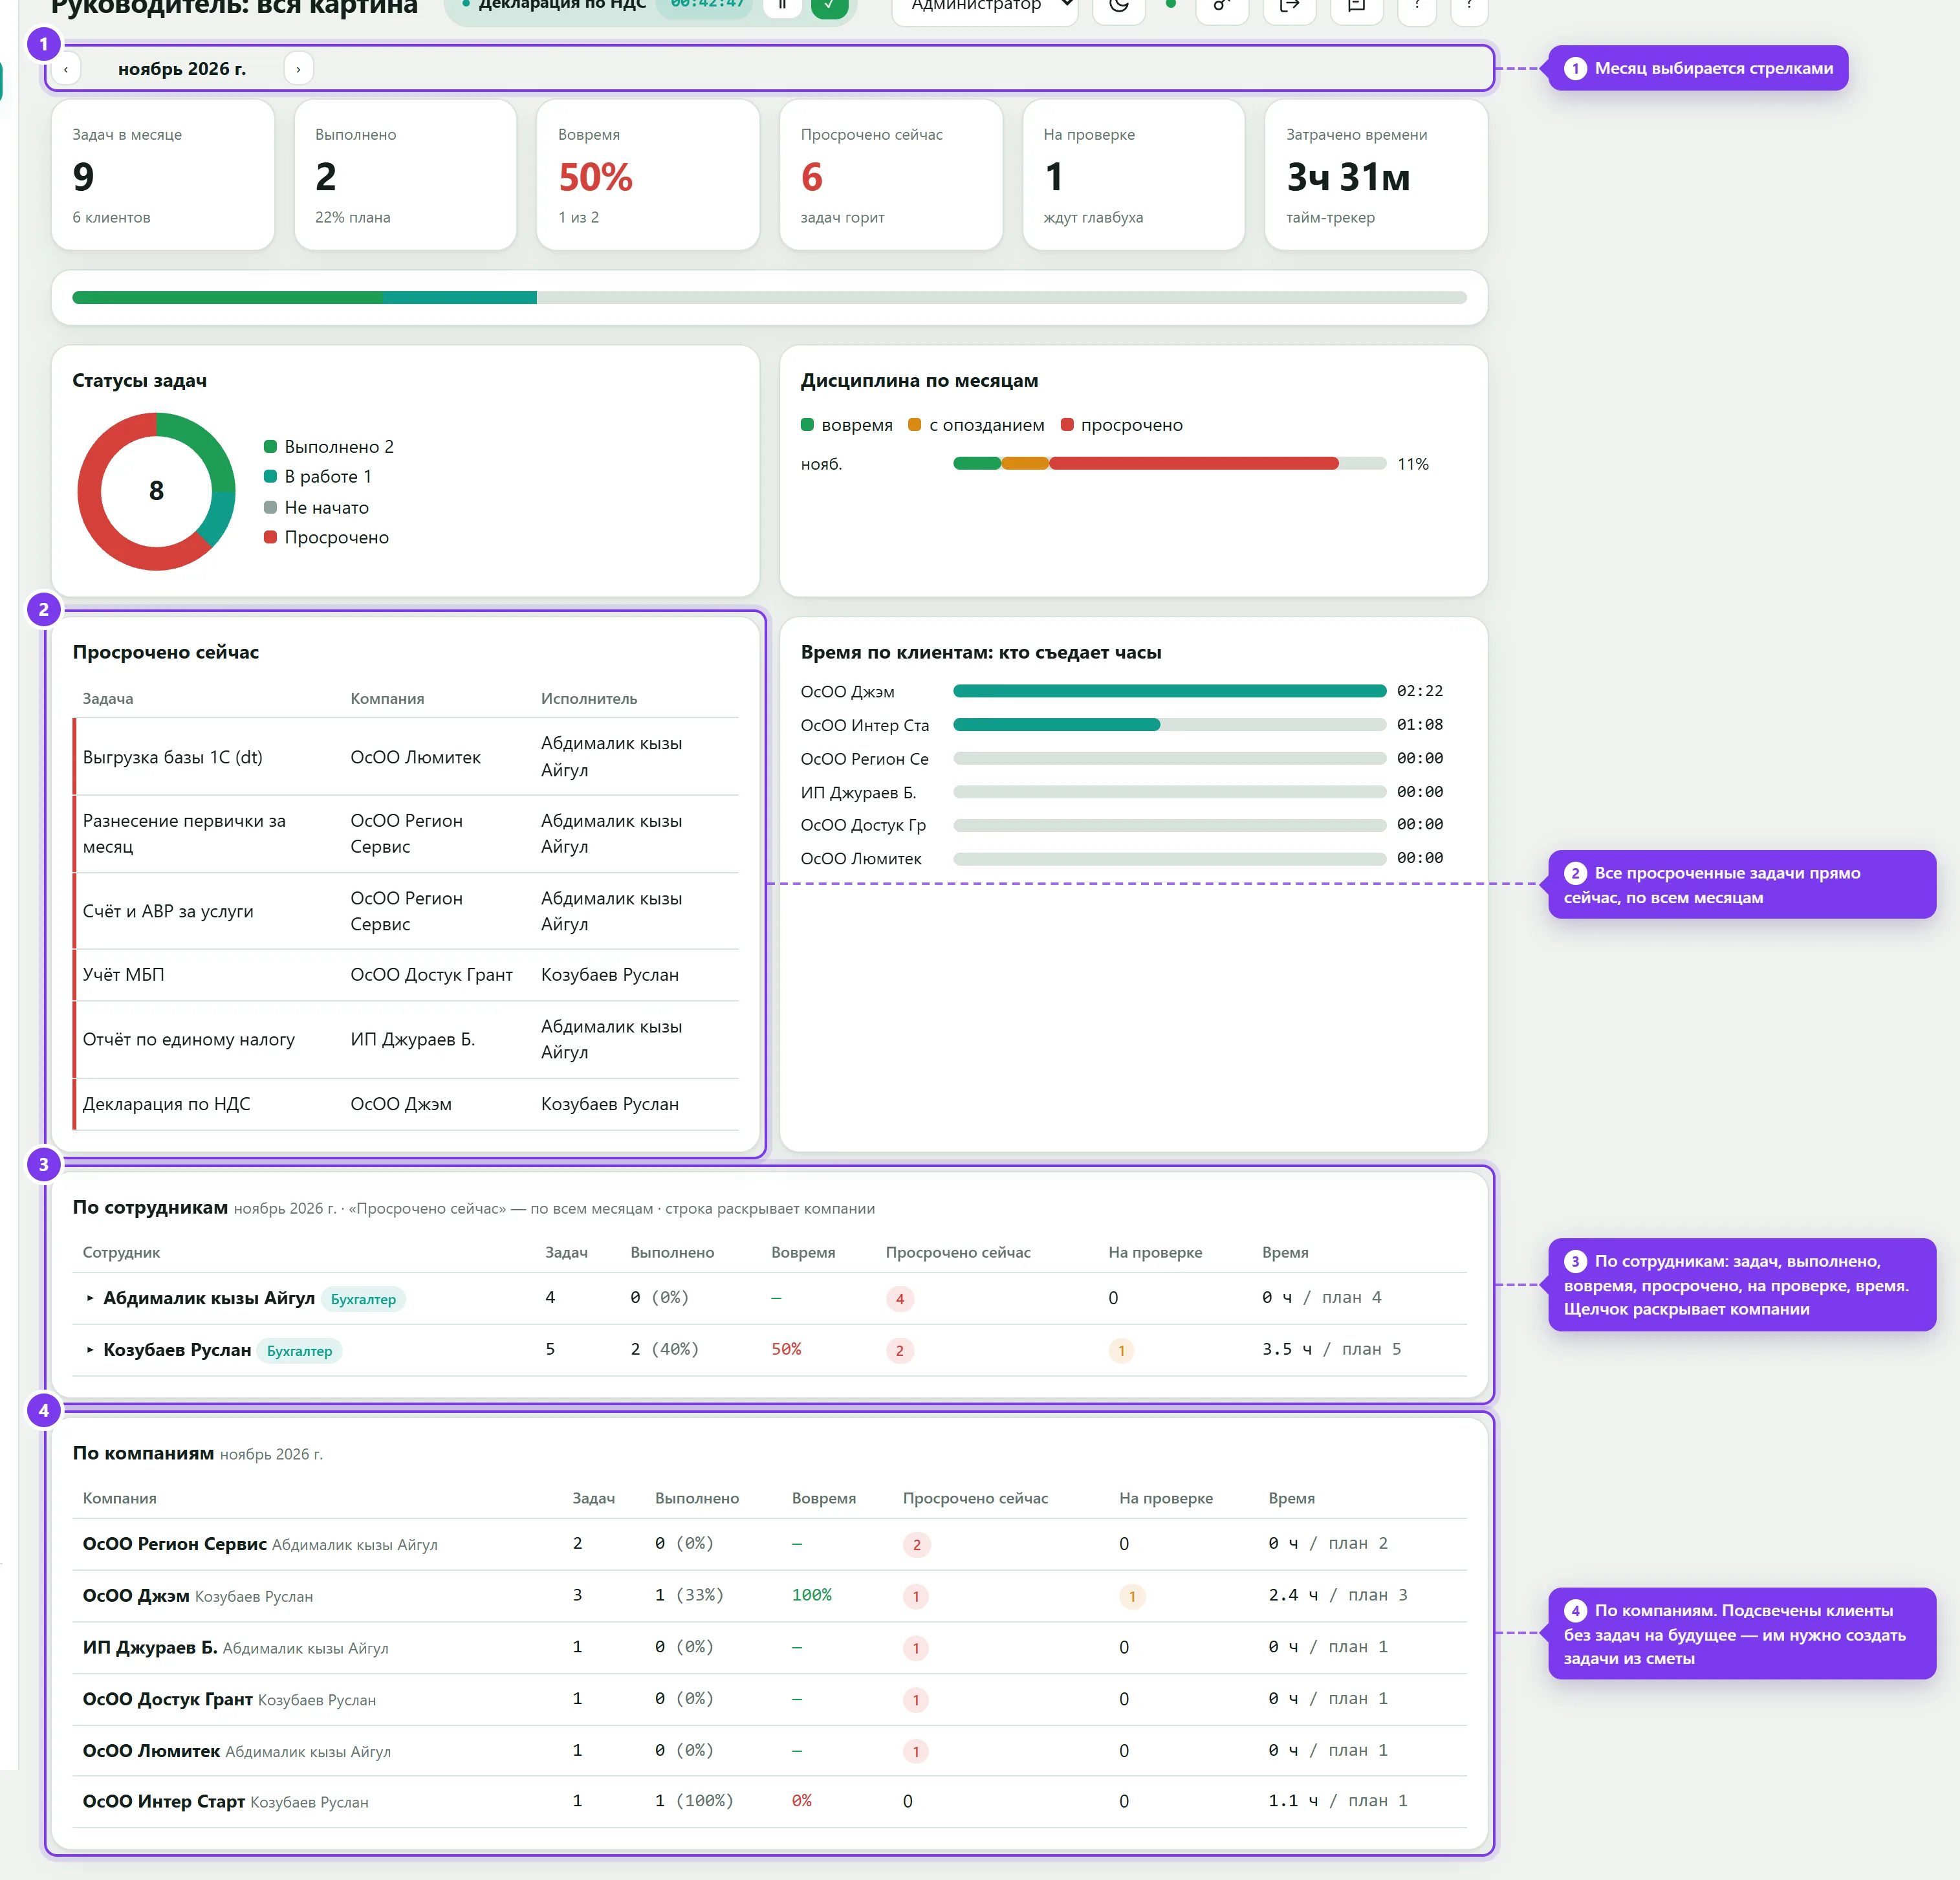 Руководитель: вся картина
Декларация по НДС 00:42:47
Администратор
? ?
1
ноябрь 2026 г.
1 Месяц выбирается стрелками
Задач в месяце
9
6 клиентов
Выполнено
2
22% плана
Вовремя
50%
1 из 2
Просрочено сейчас
6
задач горит
На проверке
1
ждут главбуха
Затрачено времени
3ч 31м
тайм-трекер
Статусы задач
8
Выполнено 2
В работе 1
Не начато
Просрочено
Дисциплина по месяцам
вовремя с опозданием просрочено
нояб. 11%
2
Просрочено сейчас
Задача Компания Исполнитель
Выгрузка базы 1С (dt) ОсОО Люмитек Абдималик кызы
Айгул
Разнесение первички за
месяц
ОсОО Регион
Сервис
Абдималик кызы
Айгул
Счёт и АВР за услуги
ОсОО Регион
Сервис
Абдималик кызы
Айгул
Учёт МБП ОсОО Достук Грант Козубаев Руслан
Отчёт по единому налогу ИП Джураев Б. Абдималик кызы
Айгул
Декларация по НДС ОсОО Джэм Козубаев Руслан
Время по клиентам: кто съедает часы
ОсОО Джэм 02:22
ОсОО Интер Ста 01:08
ОсОО Регион Се 00:00
ИП Джураев Б. 00:00
ОсОО Достук Гр 00:00
ОсОО Люмитек 00:00
2 Все просроченные задачи прямо
сейчас, по всем месяцам
3
По сотрудникам ноябрь 2026 г. · «Просрочено сейчас» — по всем месяцам · строка раскрывает компании
Сотрудник Задач Выполнено Вовремя Просрочено сейчас На проверке Время
Абдималик кызы Айгул Бухгалтер 4 0 (0%) — 4 0 0 ч / план 4
Козубаев Руслан Бухгалтер 5 2 (40%) 50% 2 1 3.5 ч / план 5
3 По сотрудникам: задач, выполнено,
вовремя, просрочено, на проверке, время.
Щелчок раскрывает компании
4
По компаниям ноябрь 2026 г.
Компания Задач Выполнено Вовремя Просрочено сейчас На проверке Время
ОсОО Регион Сервис Абдималик кызы Айгул 2 0 (0%) — 2 0 0 ч / план 2
ОсОО Джэм Козубаев Руслан 3 1 (33%) 100% 1 1 2.4 ч / план 3
ИП Джураев Б. Абдималик кызы Айгул 1 0 (0%) — 1 0 0 ч / план 1
ОсОО Достук Грант Козубаев Руслан 1 0 (0%) — 1 0 0 ч / план 1
ОсОО Люмитек Абдималик кызы Айгул 1 0 (0%) — 1 0 0 ч / план 1
ОсОО Интер Старт Козубаев Руслан 1 1 (100%) 0% 0 0 1.1 ч / план 1
4 По компаниям. Подсвечены клиенты
без задач на будущее — им нужно создать
задачи из сметы